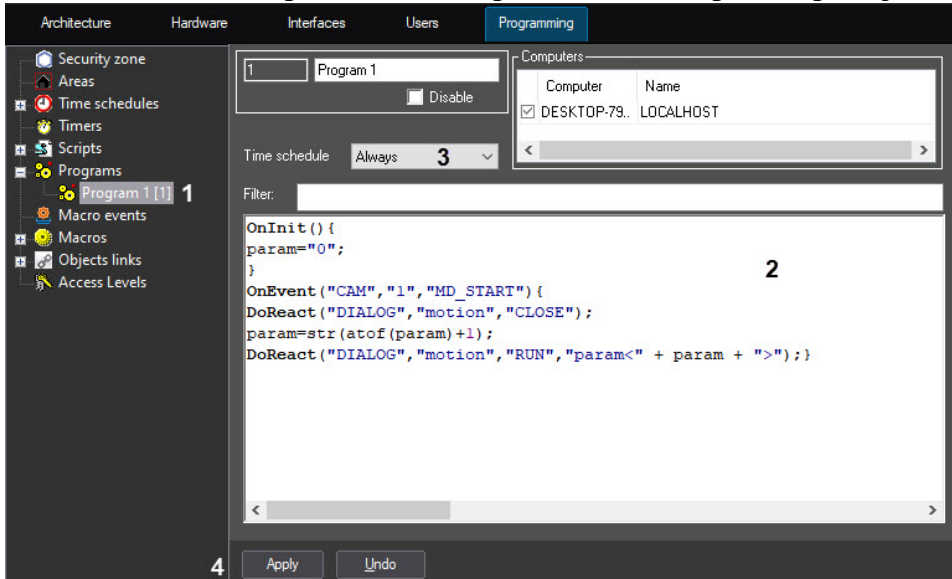 Architecture Hardware Interfaces Users Programming
Security zone
Areas
Time schedules
Timers
Scripts
Programs
Program 1 [1] 1
Macro events
Macros
Objects links
Access Levels
1 Program 1
Disable
Computers
Computer Name
DESKTOP-79.. LOCALHOST
Time schedule Always 3
Filter:
OnInit(){
param="0";
}
2
OnEvent("CAM","1","MD_START"){
DoReact("DIALOG","motion","CLOSE");
param=str(atof(param)+1);
DoReact("DIALOG","motion","RUN","param<" + param + ">");}
4 Apply Undo